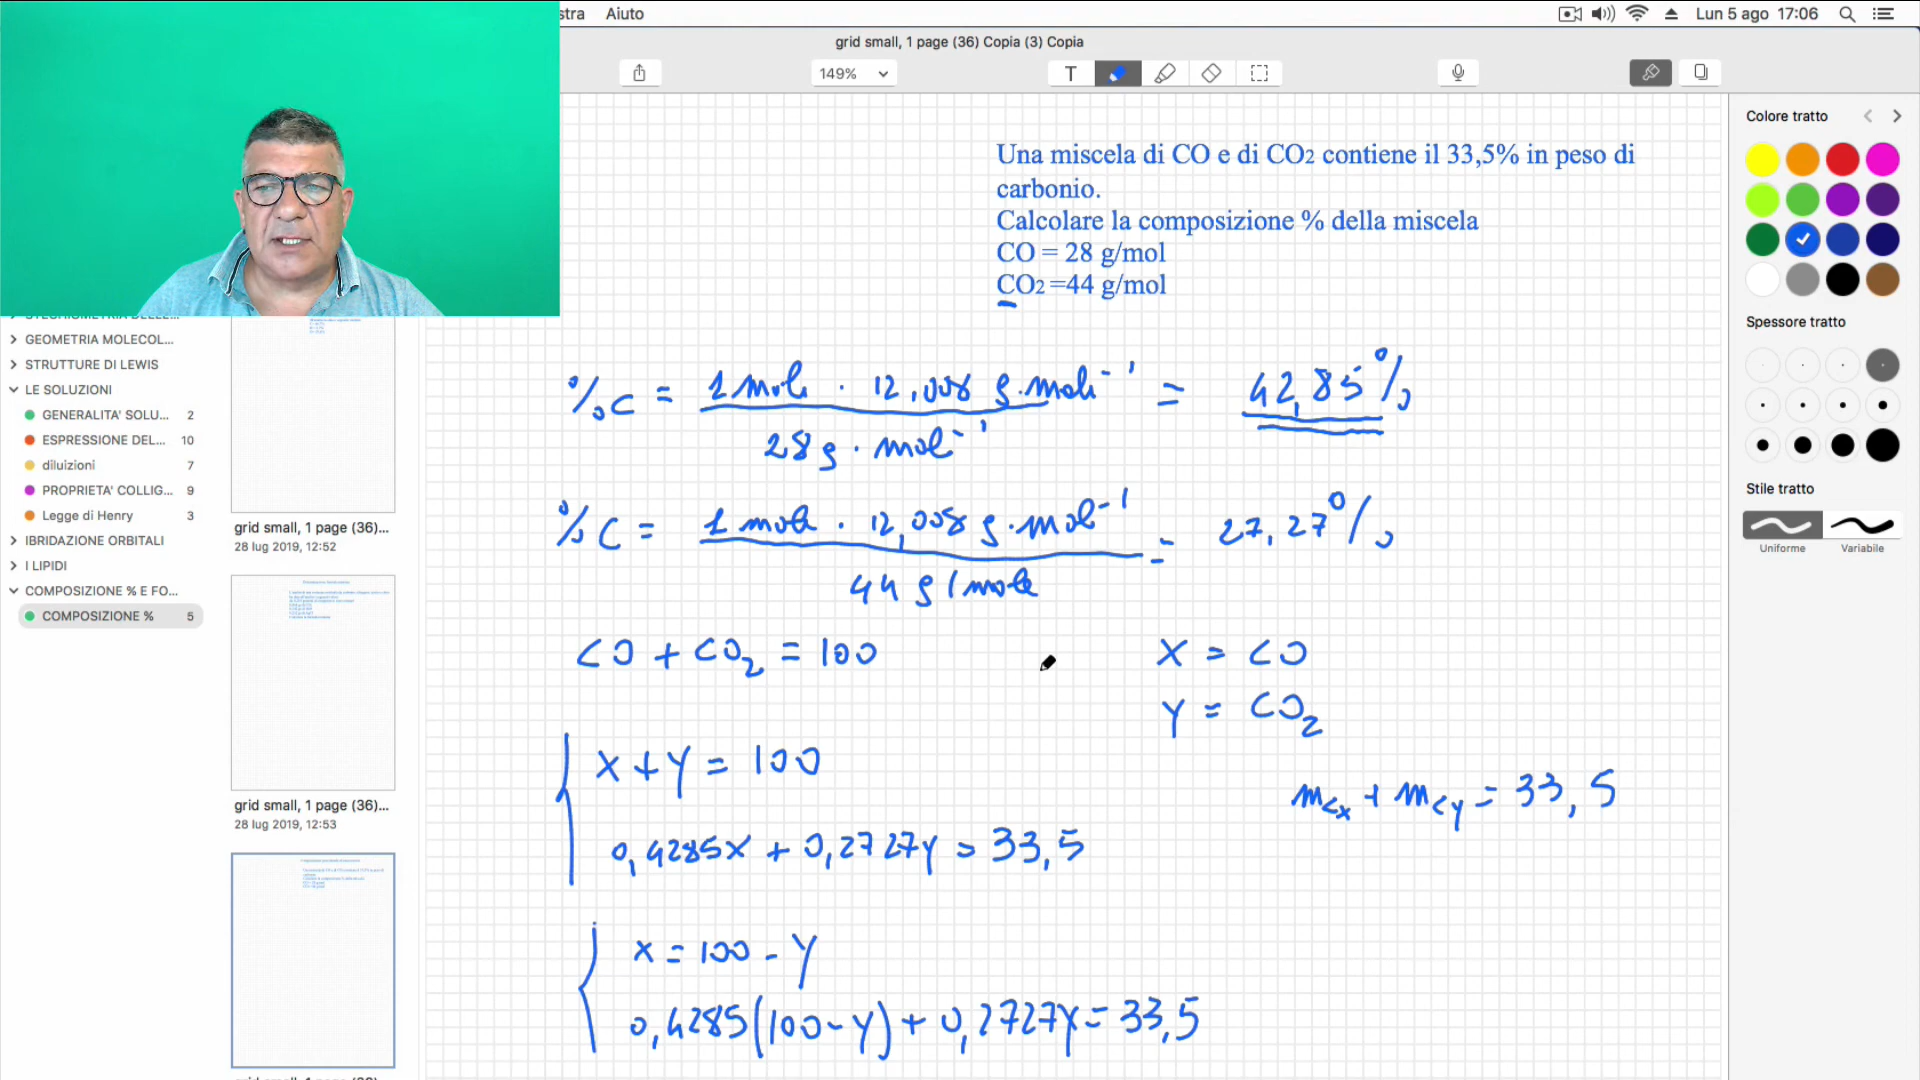 stra Aiuto Lun 5 ago 17:06
grid small, 1 page (36) Copia (3) Copia
149% T
Una miscela di CO e di CO2 contiene il 33,5% in peso di
carbonio.
Calcolare la composizione % della miscela
CO = 28 g/mol
CO2 =44 g/mol
%C = 1 mole · 12,008 g·mole⁻¹ = 42,85%
28g · mol⁻¹
%C = 1 mole · 12,008 g·mol⁻¹ = 27,27%
44 g/mole
CO + CO₂ = 100
X = CO
Y = CO₂
X + Y = 100
mCx + mCy = 33,5
0,4285X + 0,2727Y = 33,5
X = 100 - Y
0,4285(100-Y) + 0,2727Y = 33,5
GEOMETRIA MOLECOL...
STRUTTURE DI LEWIS
LE SOLUZIONI
GENERALITA' SOLU... 2
ESPRESSIONE DEL... 10
diluizioni 7
PROPRIETA' COLLIG... 9
Legge di Henry 3
IBRIDAZIONE ORBITALI
I LIPIDI
COMPOSIZIONE % E FO...
COMPOSIZIONE % 5
grid small, 1 page (36)...
28 lug 2019, 12:52
grid small, 1 page (36)...
28 lug 2019, 12:53
Colore tratto
Spessore tratto
Stile tratto
Uniforme Variabile